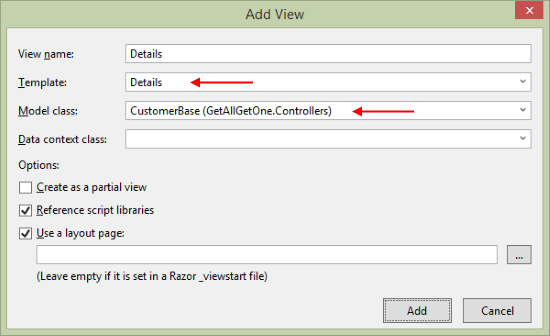 Add View
View name: Details
Template: Details
Model class: CustomerBase (GetAllGetOne.Controllers)
Data context class:
Options:
Create as a partial view
Reference script libraries
Use a layout page:
...
(Leave empty if it is set in a Razor _viewstart file)
Add Cancel